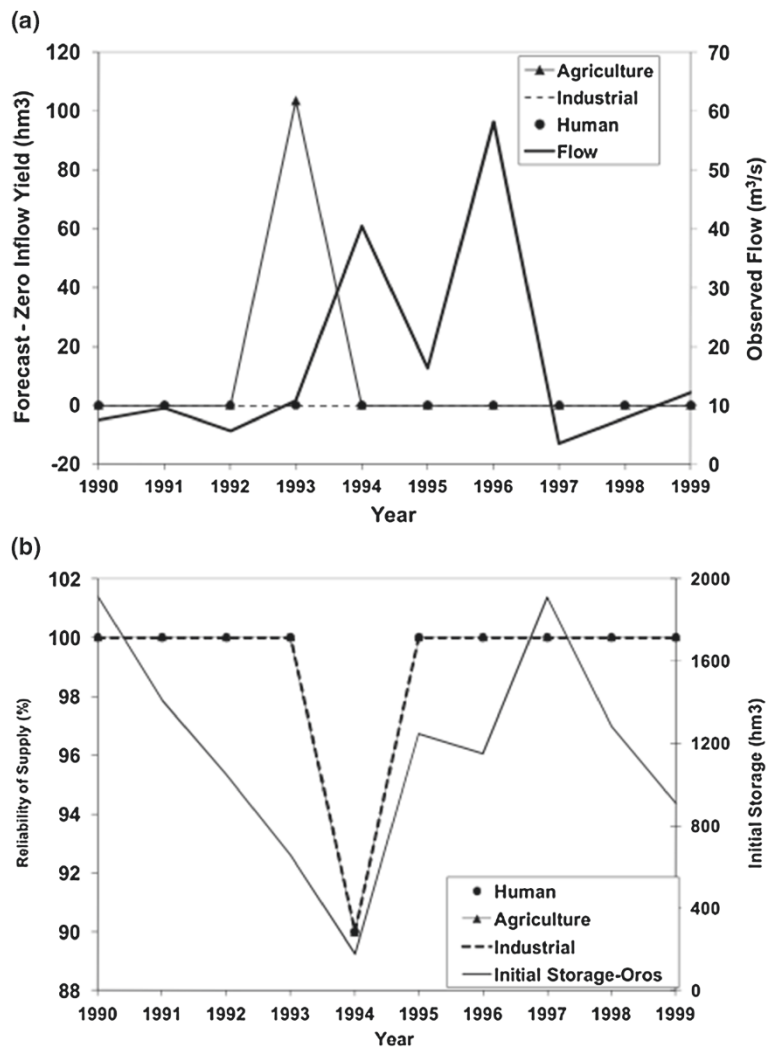 (a)
120
100
80
60
40
20
0
-20
Forecast - Zero Inflow Yield (hm3)
70
60
50
40
30
20
10
0
Observed Flow (m³/s)
Agriculture
Industrial
Human
Flow
1990 1991 1992 1993 1994 1995 1996 1997 1998 1999
Year
(b)
102
100
98
96
94
92
90
88
Reliability of Supply (%)
2000
1600
1200
800
400
0
Initial Storage (hm3)
Human
Agriculture
Industrial
Initial Storage-Oros
1990 1991 1992 1993 1994 1995 1996 1997 1998 1999
Year